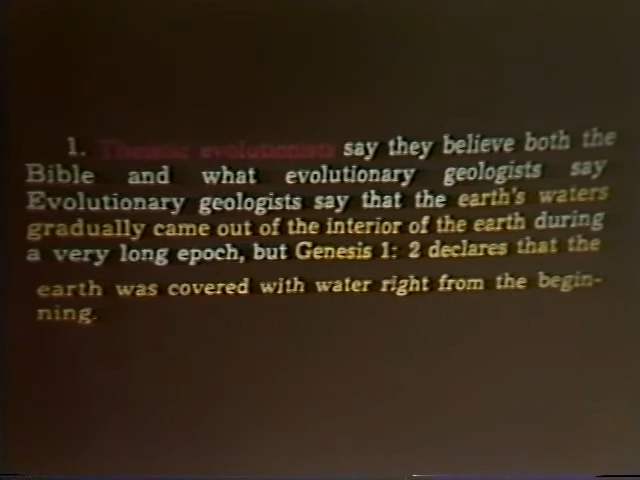 1. Theistic evolutionists say they believe both the
Bible and what evolutionary geologists say
Evolutionary geologists say that the earth's waters
gradually came out of the interior of the earth during
a very long epoch, but Genesis 1: 2 declares that the
earth was covered with water right from the begin-
ning.